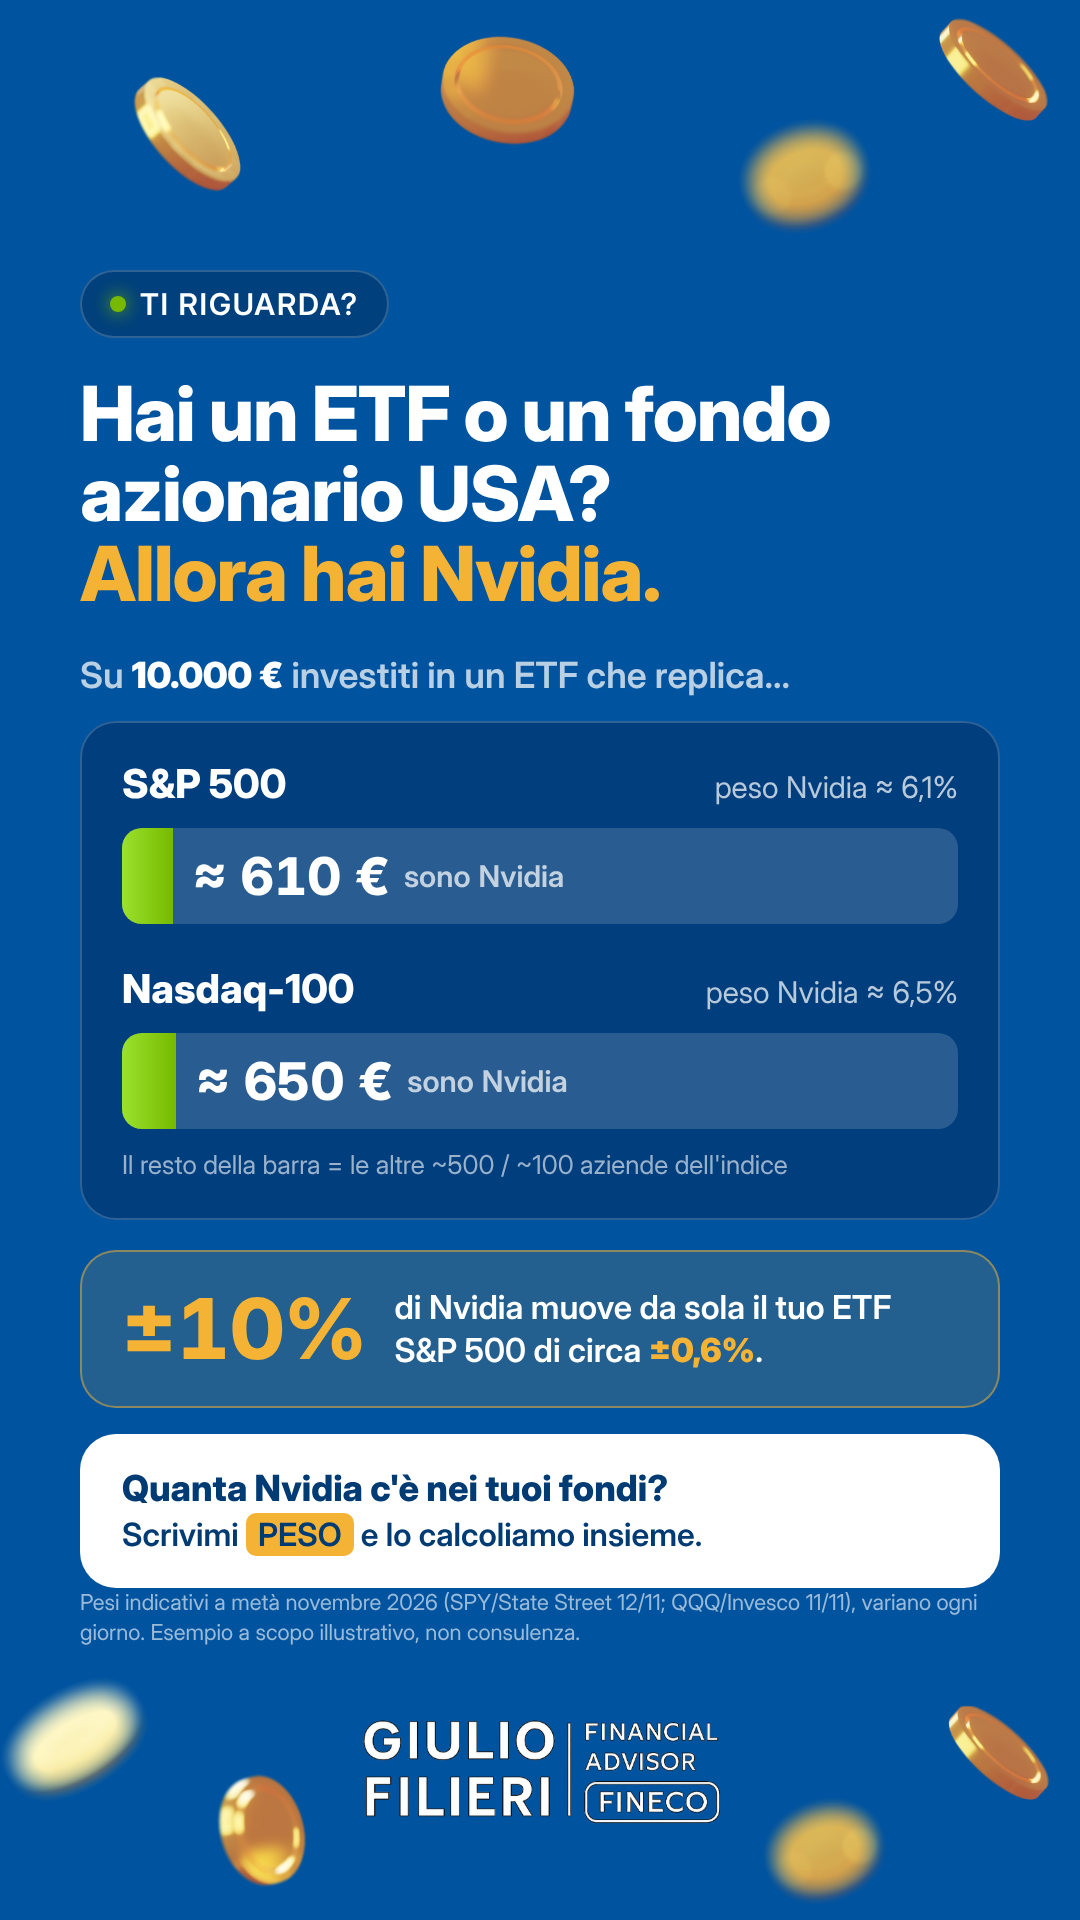 TI RIGUARDA?
Hai un ETF o un fondo
azionario USA?
Allora hai Nvidia.
Su 10.000 € investiti in un ETF che replica...
S&P 500
peso Nvidia ≈ 6,1%
≈ 610 € sono Nvidia
Nasdaq-100
peso Nvidia ≈ 6,5%
≈ 650 € sono Nvidia
Il resto della barra = le altre ~500 / ~100 aziende dell'indice
±10%
di Nvidia muove da sola il tuo ETF
S&P 500 di circa ±0,6%.
Quanta Nvidia c'è nei tuoi fondi?
Scrivimi PESO e lo calcoliamo insieme.
Pesi indicativi a metà novembre 2026 (SPY/State Street 12/11; QQQ/Invesco 11/11), variano ogni
giorno. Esempio a scopo illustrativo, non consulenza.
GIULIO
FILIERI
FINANCIAL
ADVISOR
FINECO